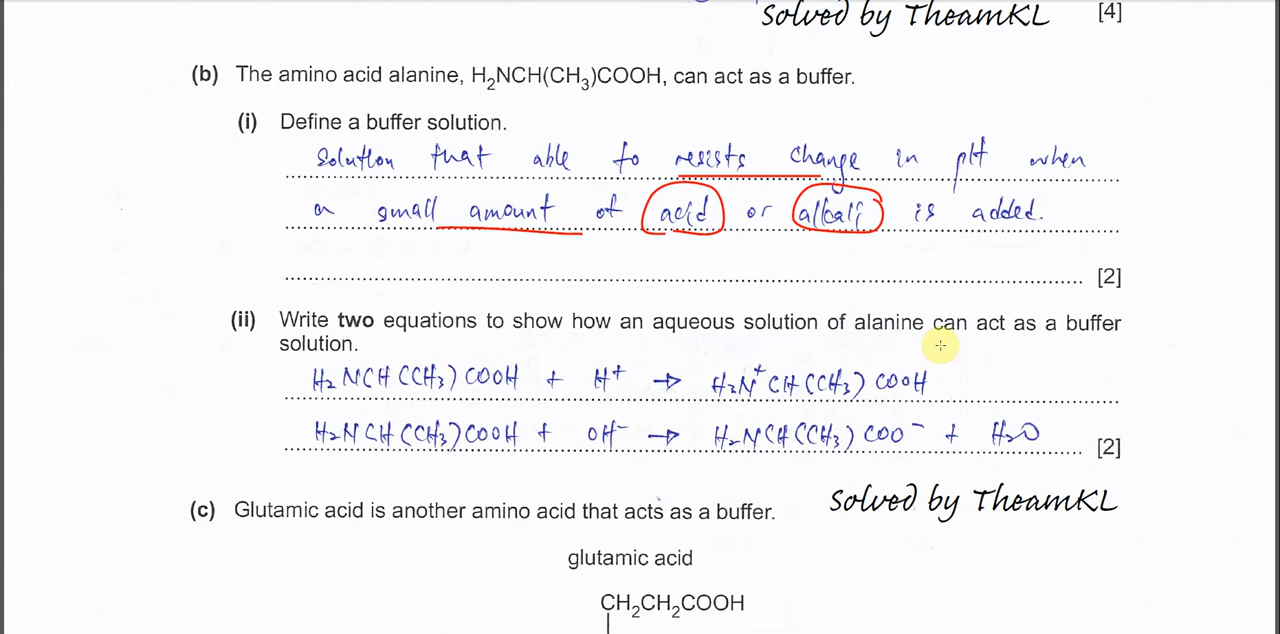 Solved by TheamKL [4]
(b) The amino acid alanine, H₂NCH(CH₃)COOH, can act as a buffer.
(i) Define a buffer solution.
Solution that able to resists change in pH when
a small amount of acid or alkali is added.
[2]
(ii) Write two equations to show how an aqueous solution of alanine can act as a buffer
solution.
H₂NCH(CH₃)COOH + H⁺ → H₃N⁺CH(CH₃)COOH
H₂NCH(CH₃)COOH + OH⁻ → H₂NCH(CH₃)COO⁻ + H₂O [2]
(c) Glutamic acid is another amino acid that acts as a buffer.
Solved by TheamKL
glutamic acid
CH₂CH₂COOH